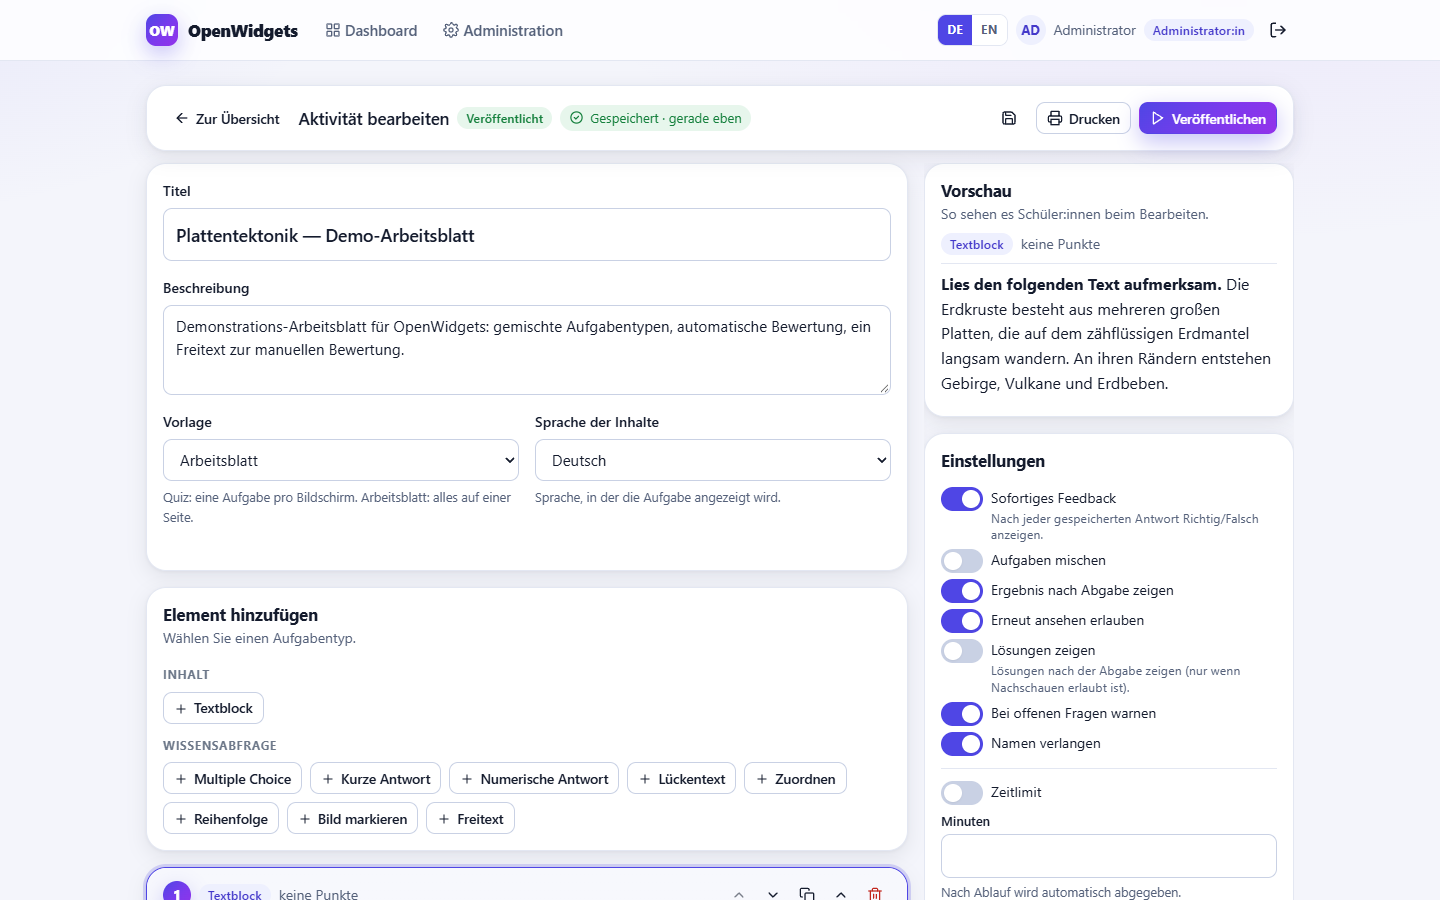 OW OpenWidgets Dashboard Administration DE EN AD Administrator Administrator:in
Zur Übersicht Aktivität bearbeiten Veröffentlicht Gespeichert · gerade eben Drucken Veröffentlichen
Titel
Plattentektonik — Demo-Arbeitsblatt
Beschreibung
Demonstrations-Arbeitsblatt für OpenWidgets: gemischte Aufgabentypen, automatische Bewertung, ein
Freitext zur manuellen Bewertung.
Vorlage
Arbeitsblatt
Quiz: eine Aufgabe pro Bildschirm. Arbeitsblatt: alles auf einer
Seite.
Sprache der Inhalte
Deutsch
Sprache, in der die Aufgabe angezeigt wird.
Element hinzufügen
Wählen Sie einen Aufgabentyp.
INHALT
+ Textblock
WISSENSABFRAGE
+ Multiple Choice + Kurze Antwort + Numerische Antwort + Lückentext + Zuordnen
+ Reihenfolge + Bild markieren + Freitext
1 Textblock keine Punkte
Vorschau
So sehen es Schüler:innen beim Bearbeiten.
Textblock keine Punkte
Lies den folgenden Text aufmerksam. Die
Erdkruste besteht aus mehreren großen
Platten, die auf dem zähflüssigen Erdmantel
langsam wandern. An ihren Rändern entstehen
Gebirge, Vulkane und Erdbeben.
Einstellungen
Sofortiges Feedback
Nach jeder gespeicherten Antwort Richtig/Falsch
anzeigen.
Aufgaben mischen
Ergebnis nach Abgabe zeigen
Erneut ansehen erlauben
Lösungen zeigen
Lösungen nach der Abgabe zeigen (nur wenn
Nachschauen erlaubt ist).
Bei offenen Fragen warnen
Namen verlangen
Zeitlimit
Minuten
Nach Ablauf wird automatisch abgegeben.